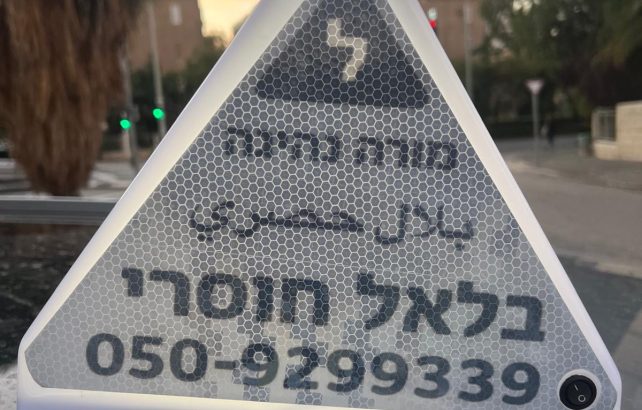 ל
מורה נהיגה
بلال حصري
בלאל חוסרי
050-9299339